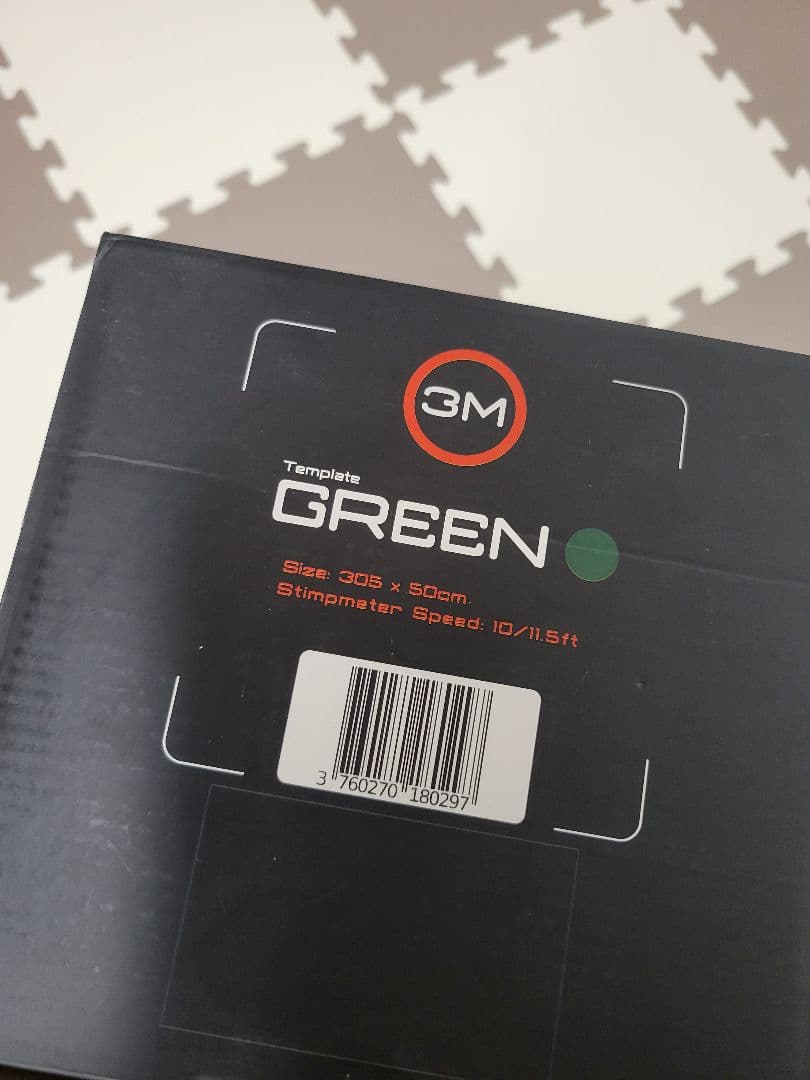 3M
Template
GREEN
Size: 305 x 50cm.
Stimpmeter Speed: 10/11.5ft
3 760270 180297